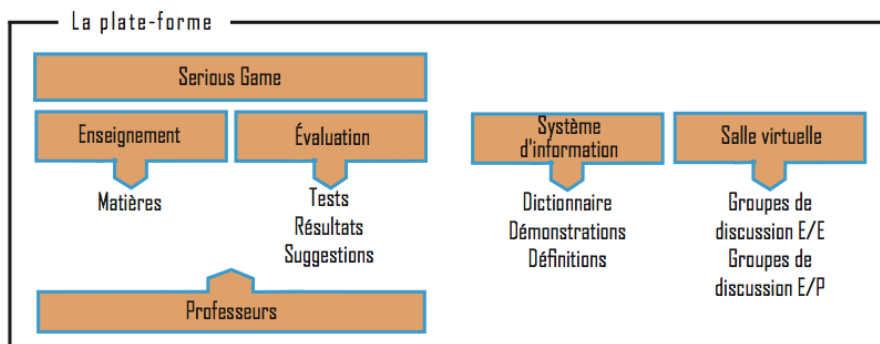 La plate-forme
Serious Game
Enseignement
Évaluation
Matières
Tests
Résultats
Suggestions
Professeurs
Système
d'information
Dictionnaire
Démonstrations
Définitions
Salle virtuelle
Groupes de
discussion E/E
Groupes de
discussion E/P